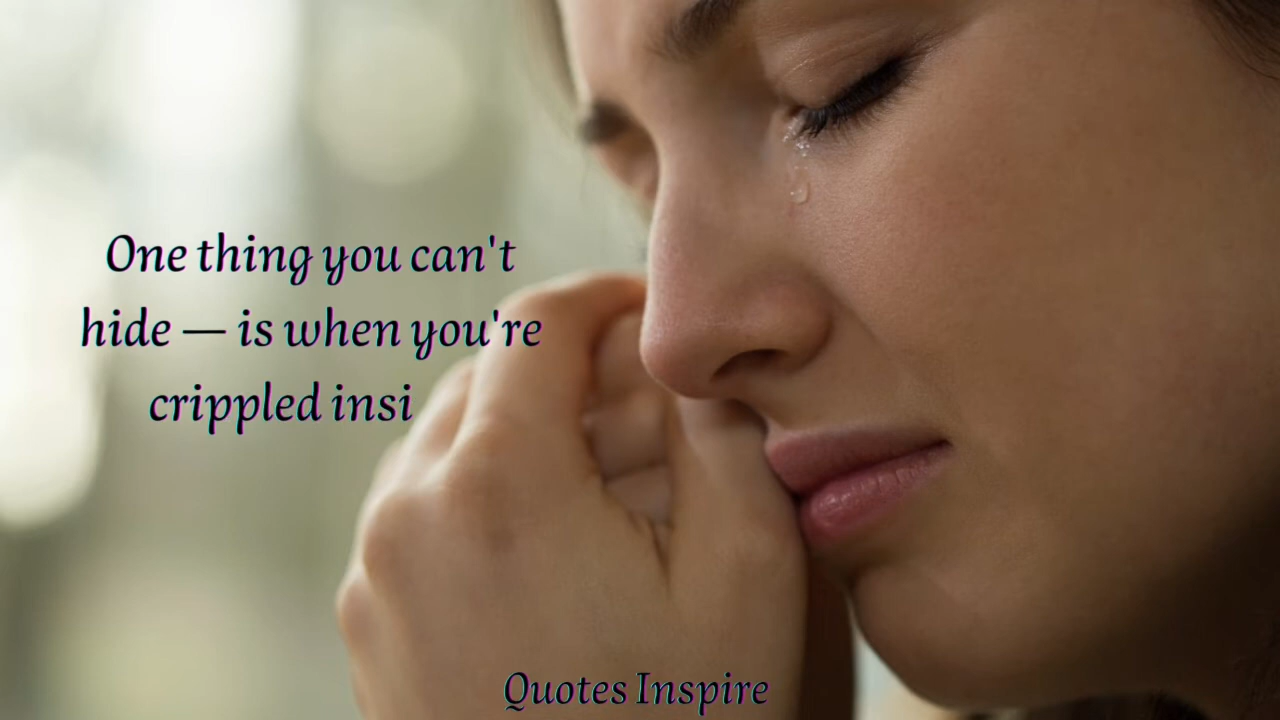 One thing you can't
hide — is when you're
crippled insi
Quotes Inspire